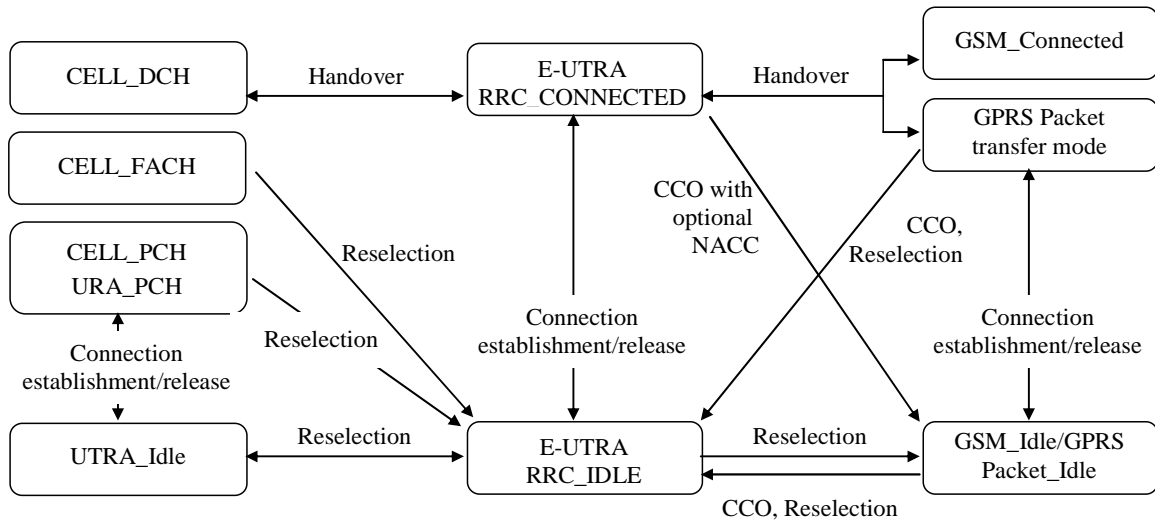 GSM_Connected
CELL_DCH
Handover
E-UTRA
RRC_CONNECTED
Handover
GPRS Packet
transfer mode
CELL_FACH
CCO with
optional
NACC
CCO,
Reselection
CELL_PCH
URA_PCH
Reselection
Reselection
Connection
establishment/release
Connection
establishment/release
Connection
establishment/release
UTRA_Idle
Reselection
E-UTRA
RRC_IDLE
Reselection
CCO, Reselection
GSM_Idle/GPRS
Packet_Idle